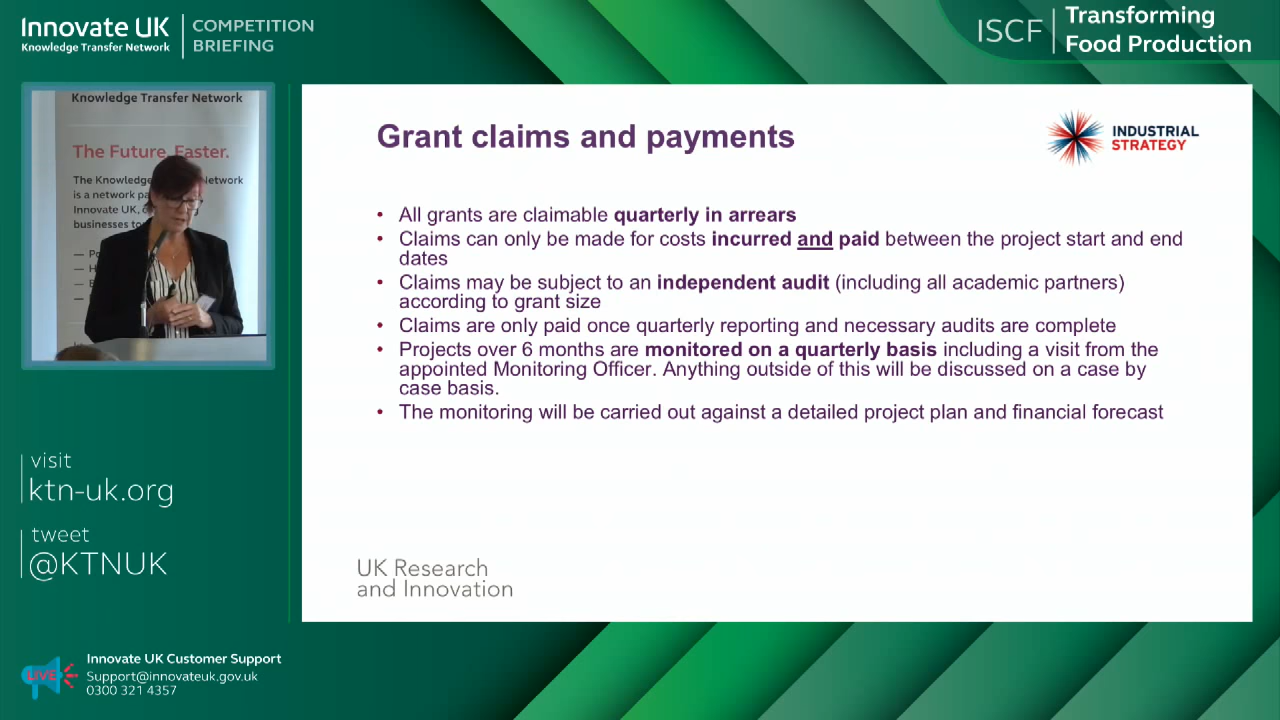 Innovate UK
Knowledge Transfer Network
COMPETITION
BRIEFING
ISCF
Transforming
Food Production
Knowledge Transfer Network
The Future. Faster.
The Knowledge
is a network
Innovate UK,
businesses
Grant claims and payments
INDUSTRIAL
STRATEGY
• All grants are claimable quarterly in arrears
• Claims can only be made for costs incurred and paid between the project start and end
dates
• Claims may be subject to an independent audit (including all academic partners)
according to grant size
• Claims are only paid once quarterly reporting and necessary audits are complete
• Projects over 6 months are monitored on a quarterly basis including a visit from the
appointed Monitoring Officer. Anything outside of this will be discussed on a case by
case basis.
• The monitoring will be carried out against a detailed project plan and financial forecast
UK Research
and Innovation
visit
ktn-uk.org
tweet
@KTNUK
LIVE
Innovate UK Customer Support
Support@innovateuk.gov.uk
0300 321 4357